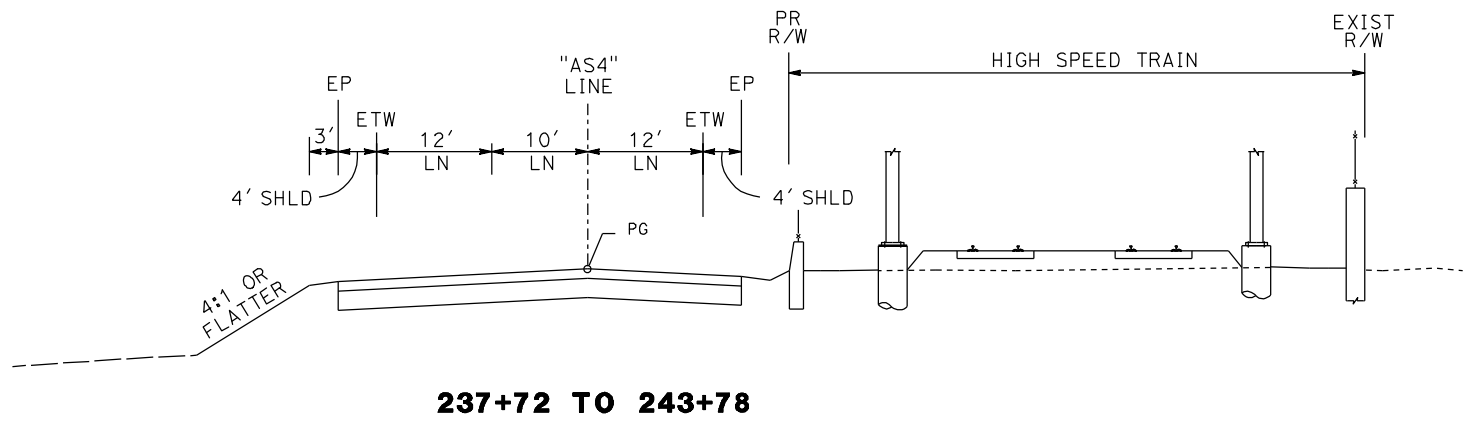 PR
R/W
EXIST
R/W
HIGH SPEED TRAIN
"AS4"
LINE
EP
EP
ETW
ETW
3'
12'
LN
10'
LN
12'
LN
4' SHLD
4' SHLD
PG
4:1 OR
FLATTER
237+72 TO 243+78